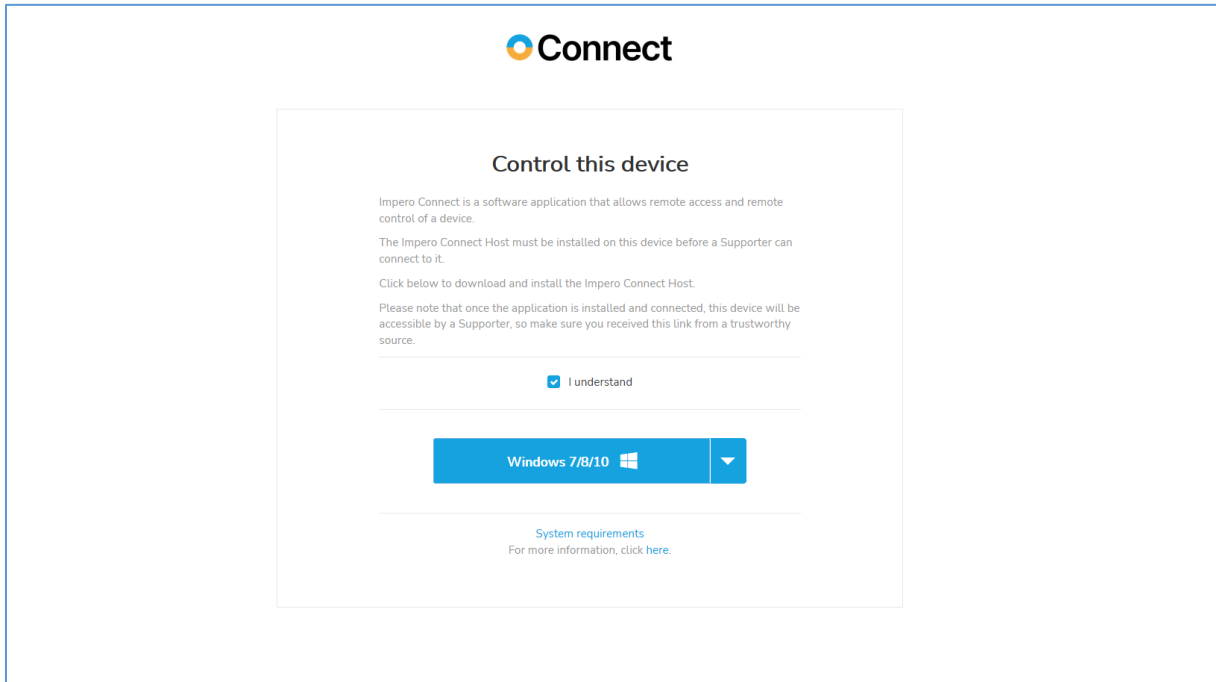 Connect
Control this device
Impero Connect is a software application that allows remote access and remote
control of a device.
The Impero Connect Host must be installed on this device before a Supporter can
connect to it.
Click below to download and install the Impero Connect Host.
Please note that once the application is installed and connected, this device will be
accessible by a Supporter, so make sure you received this link from a trustworthy
source.
I understand
Windows 7/8/10
System requirements
For more information, click here.